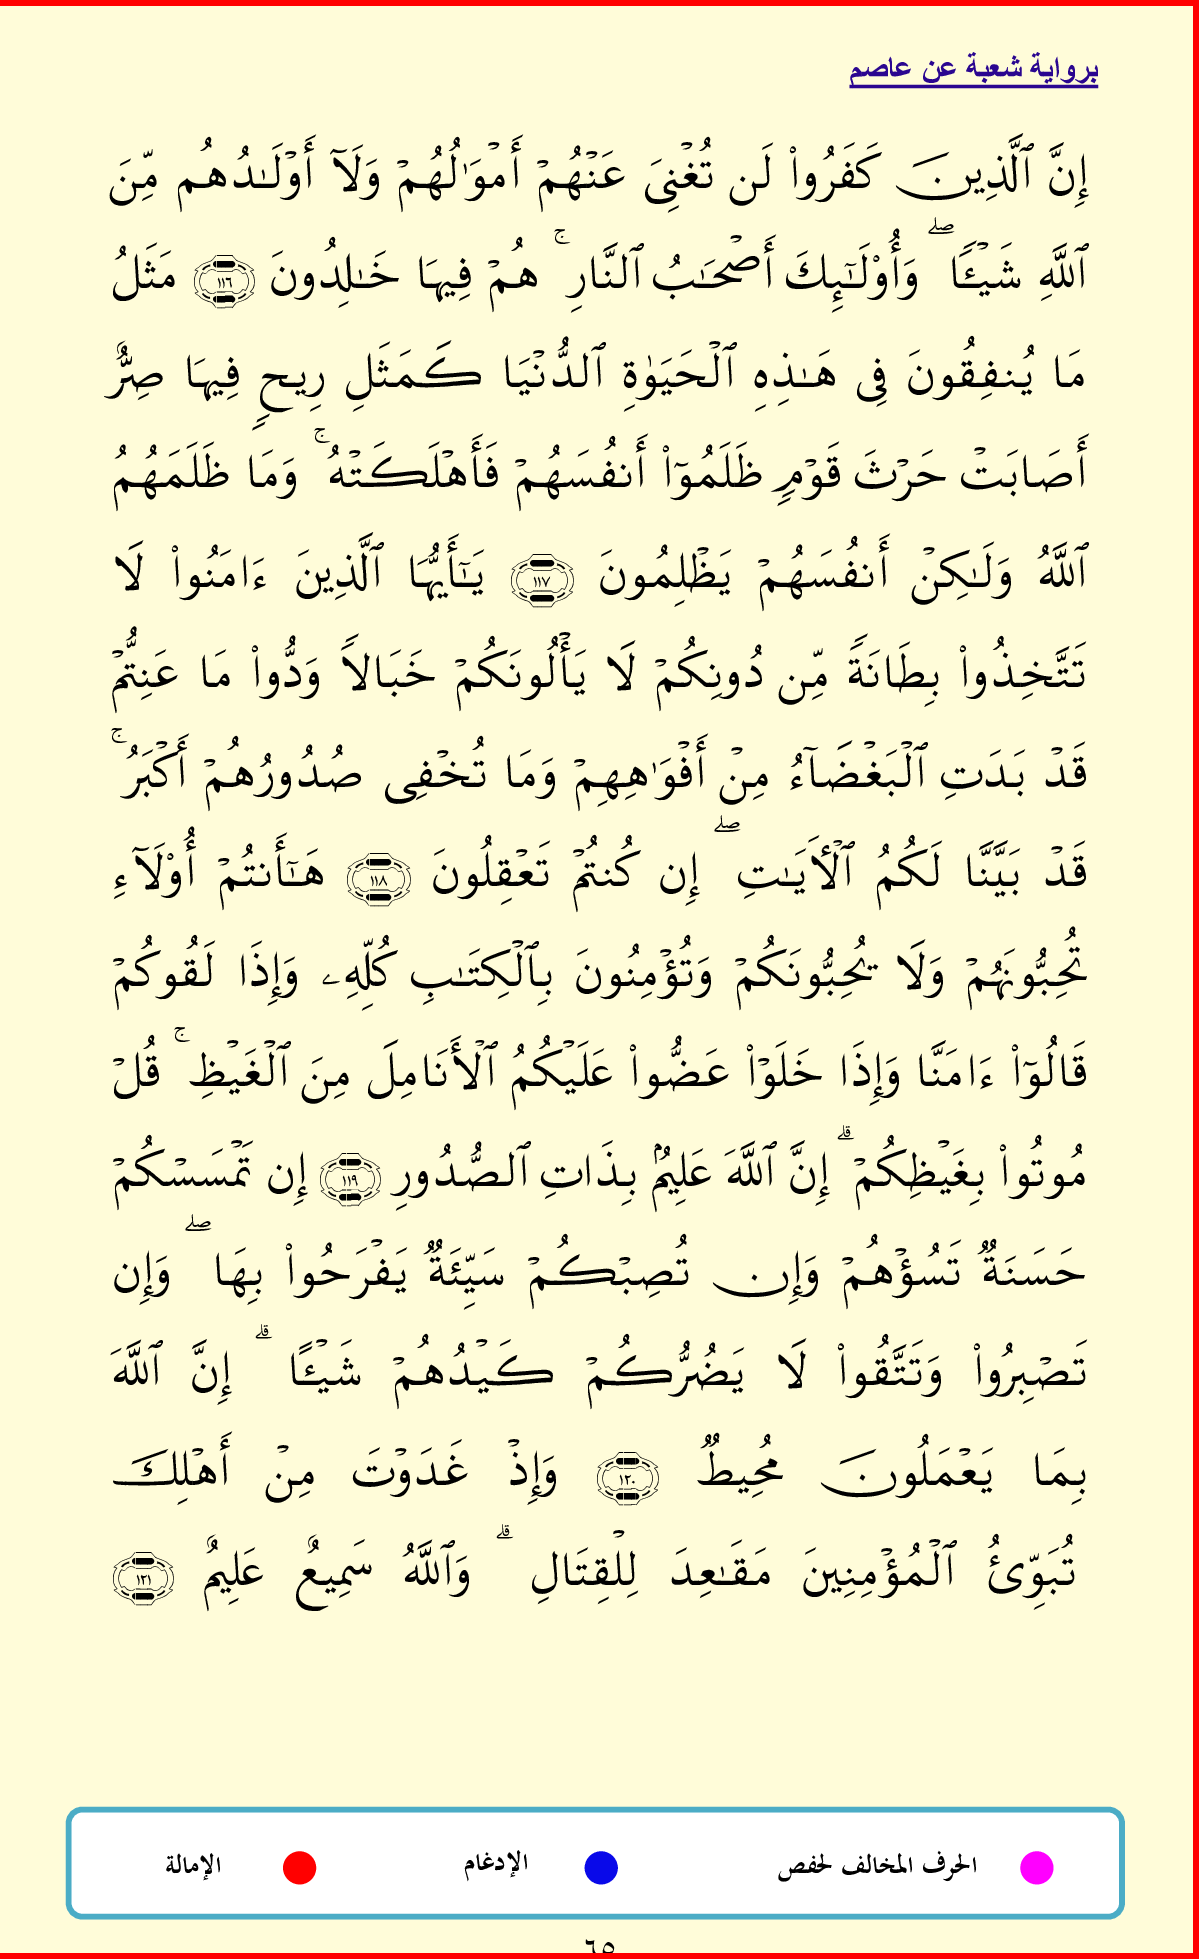 برواية شعبة عن عاصم
إِنَّ ٱلَّذِينَ كَفَرُوا۟ لَن تُغْنِىَ عَنْهُمْ أَمْوَٰلُهُمْ وَلَآ أَوْلَـٰدُهُم مِّنَ
ٱللَّهِ شَيْـًٔا ۖ وَأُو۟لَـٰٓئِكَ أَصْحَـٰبُ ٱلنَّارِ ۚ هُمْ فِيهَا خَـٰلِدُونَ ١١٦ مَثَلُ
مَا يُنفِقُونَ فِى هَـٰذِهِ ٱلْحَيَوٰةِ ٱلدُّنْيَا كَمَثَلِ رِيحٍ فِيهَا صِرٌّ
أَصَابَتْ حَرْثَ قَوْمٍ ظَلَمُوٓا۟ أَنفُسَهُمْ فَأَهْلَكَتْهُ ۚ وَمَا ظَلَمَهُمُ
ٱللَّهُ وَلَـٰكِنْ أَنفُسَهُمْ يَظْلِمُونَ ١١٧ يَـٰٓأَيُّهَا ٱلَّذِينَ ءَامَنُوا۟ لَا
تَتَّخِذُوا۟ بِطَانَةً مِّن دُونِكُمْ لَا يَأْلُونَكُمْ خَبَالًا وَدُّوا۟ مَا عَنِتُّمْ
قَدْ بَدَتِ ٱلْبَغْضَآءُ مِنْ أَفْوَٰهِهِمْ وَمَا تُخْفِى صُدُورُهُمْ أَكْبَرُ ۚ
قَدْ بَيَّنَّا لَكُمُ ٱلْـَٔايَـٰتِ ۖ إِن كُنتُمْ تَعْقِلُونَ ١١٨ هَـٰٓأَنتُمْ أُو۟لَآءِ
تُحِبُّونَهُمْ وَلَا يُحِبُّونَكُمْ وَتُؤْمِنُونَ بِٱلْكِتَـٰبِ كُلِّهِۦ وَإِذَا لَقُوكُمْ
قَالُوٓا۟ ءَامَنَّا وَإِذَا خَلَوْا۟ عَضُّوا۟ عَلَيْكُمُ ٱلْأَنَامِلَ مِنَ ٱلْغَيْظِ ۚ قُلْ
مُوتُوا۟ بِغَيْظِكُمْ ۗ إِنَّ ٱللَّهَ عَلِيمٌۢ بِذَاتِ ٱلصُّدُورِ ١١٩ إِن تَمْسَسْكُمْ
حَسَنَةٌ تَسُؤْهُمْ وَإِن تُصِبْكُمْ سَيِّئَةٌ يَفْرَحُوا۟ بِهَا ۖ وَإِن
تَصْبِرُوا۟ وَتَتَّقُوا۟ لَا يَضُرُّكُمْ كَيْدُهُمْ شَيْـًٔا ۗ إِنَّ ٱللَّهَ
بِمَا يَعْمَلُونَ مُحِيطٌ ١٢٠ وَإِذْ غَدَوْتَ مِنْ أَهْلِكَ
تُبَوِّئُ ٱلْمُؤْمِنِينَ مَقَـٰعِدَ لِلْقِتَالِ ۗ وَٱللَّهُ سَمِيعٌ عَلِيمٌ ١٢١
الحرف المخالف لحفص الإدغام الإمالة
٦٥